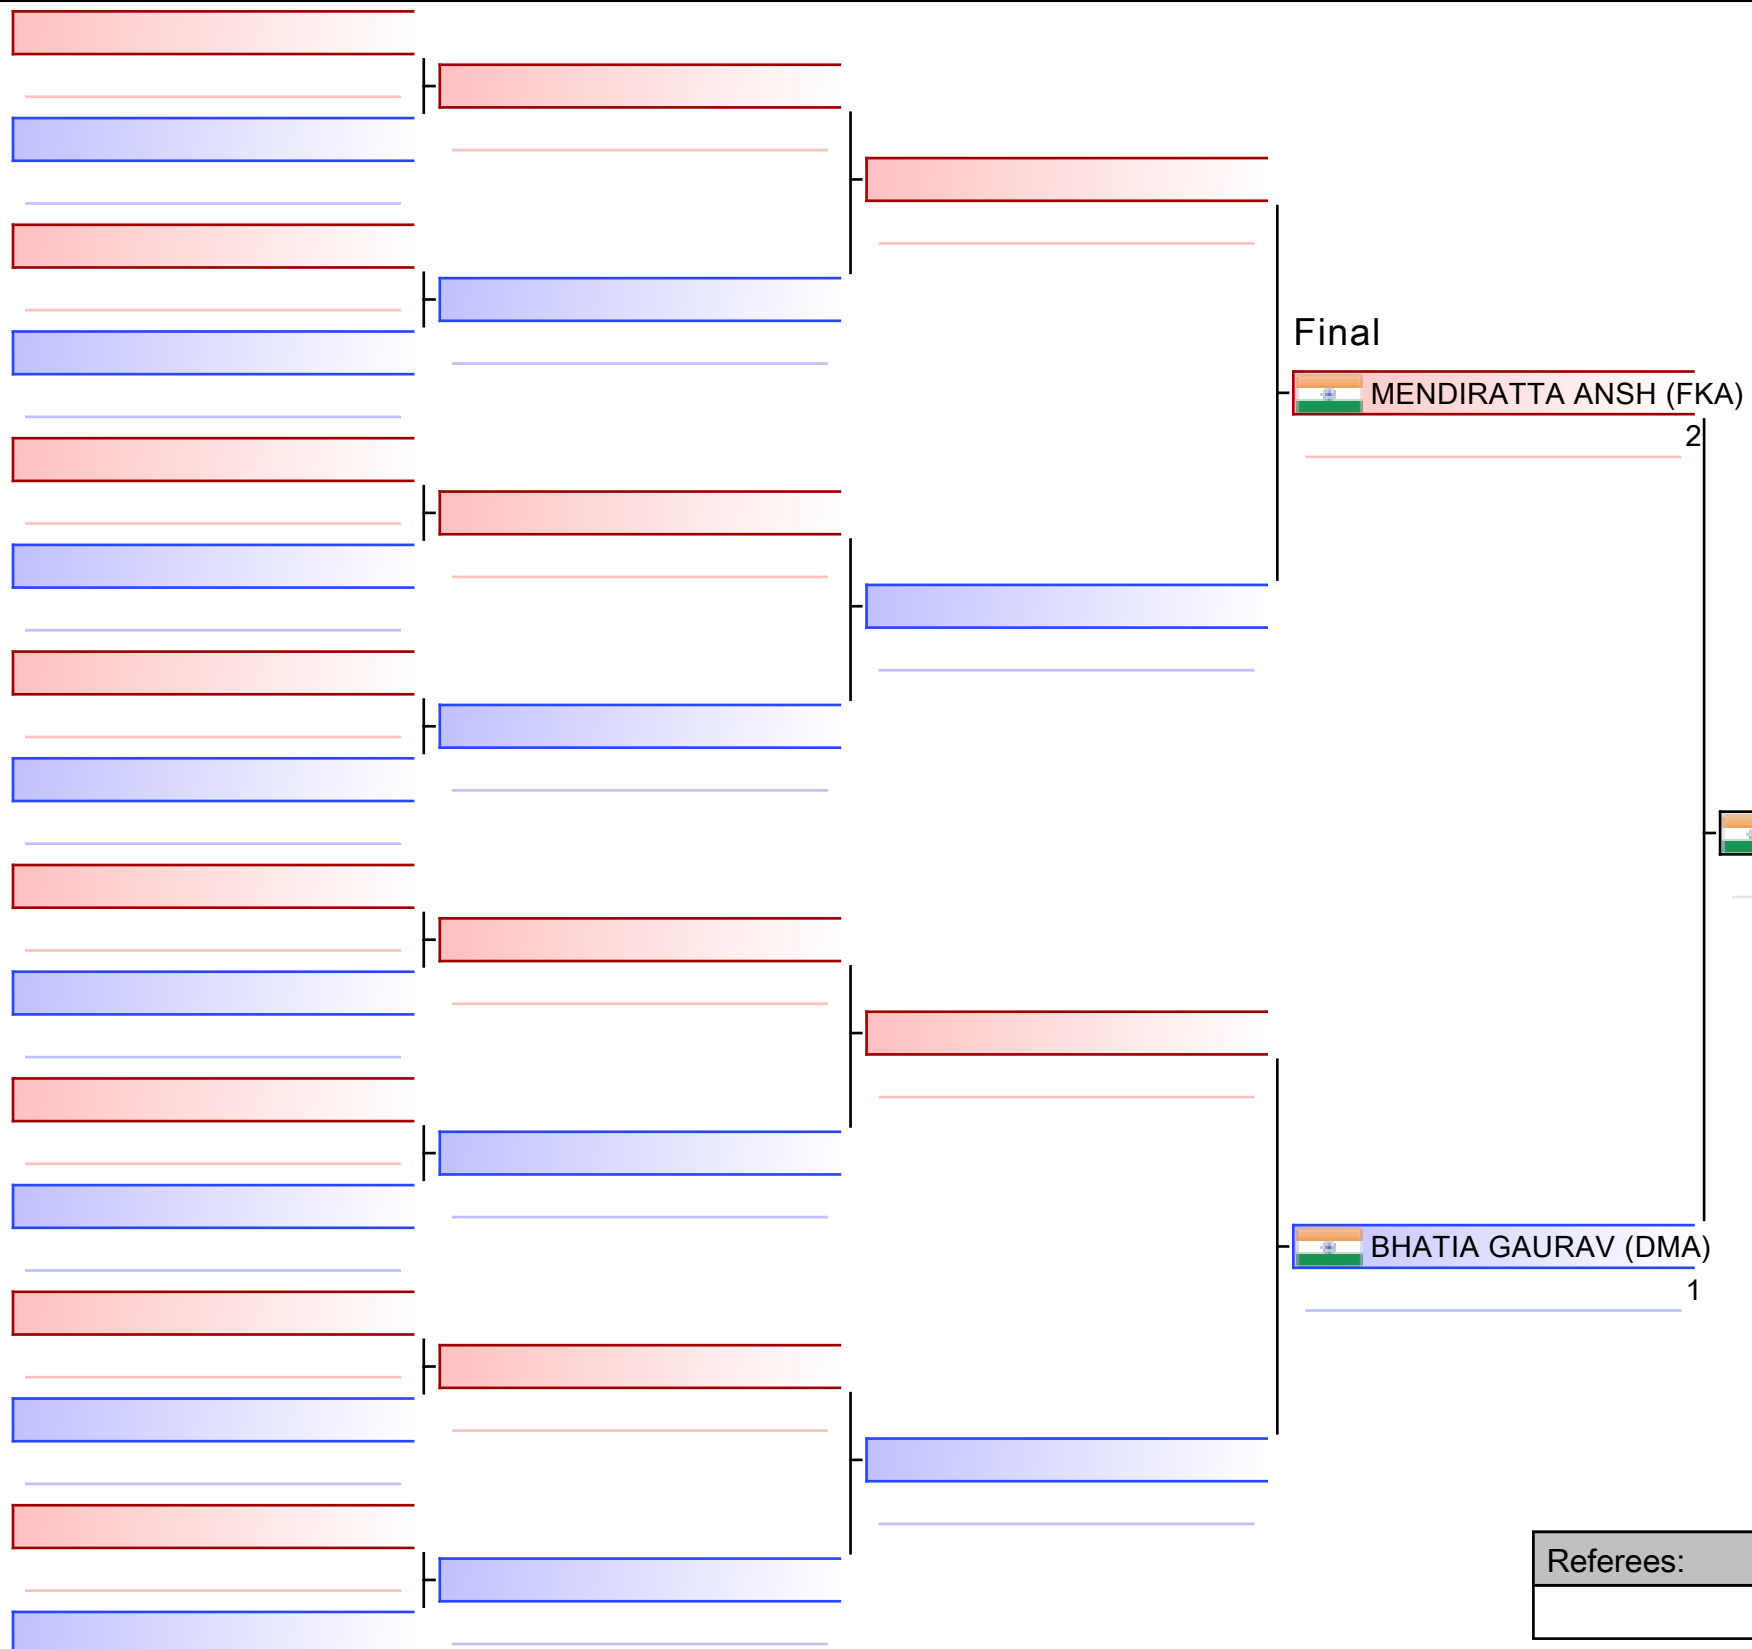 Final
MENDIRATTA ANSH (FKA)
2
BHATIA GAURAV (DMA)
1
Referees: